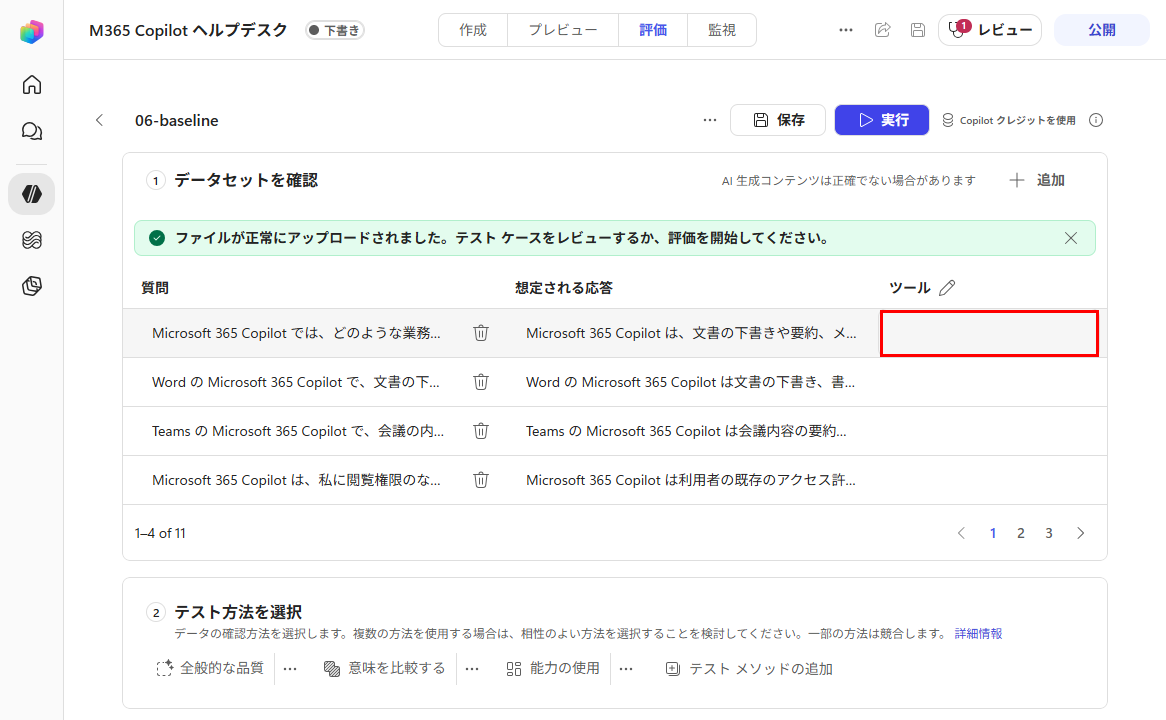 M365 Copilot ヘルプデスク
下書き
作成
プレビュー
評価
監視
1
レビュー
公開
06-baseline
保存
実行
Copilot クレジットを使用
1 データセットを確認
AI 生成コンテンツは正確でない場合があります
追加
ファイルが正常にアップロードされました。テスト ケースをレビューするか、評価を開始してください。
質問 想定される応答 ツール
Microsoft 365 Copilot では、どのような業務... Microsoft 365 Copilot は、文書の下書きや要約、メ...
Word の Microsoft 365 Copilot で、文書の下... Word の Microsoft 365 Copilot は文書の下書き、書...
Teams の Microsoft 365 Copilot で、会議の内... Teams の Microsoft 365 Copilot は会議内容の要約...
Microsoft 365 Copilot は、私に閲覧権限のな... Microsoft 365 Copilot は利用者の既存のアクセス許...
1–4 of 11
1 2 3
2 テスト方法を選択
データの確認方法を選択します。複数の方法を使用する場合は、相性のよい方法を選択することを検討してください。一部の方法は競合します。 詳細情報
全般的な品質
意味を比較する
能力の使用
テスト メソッドの追加